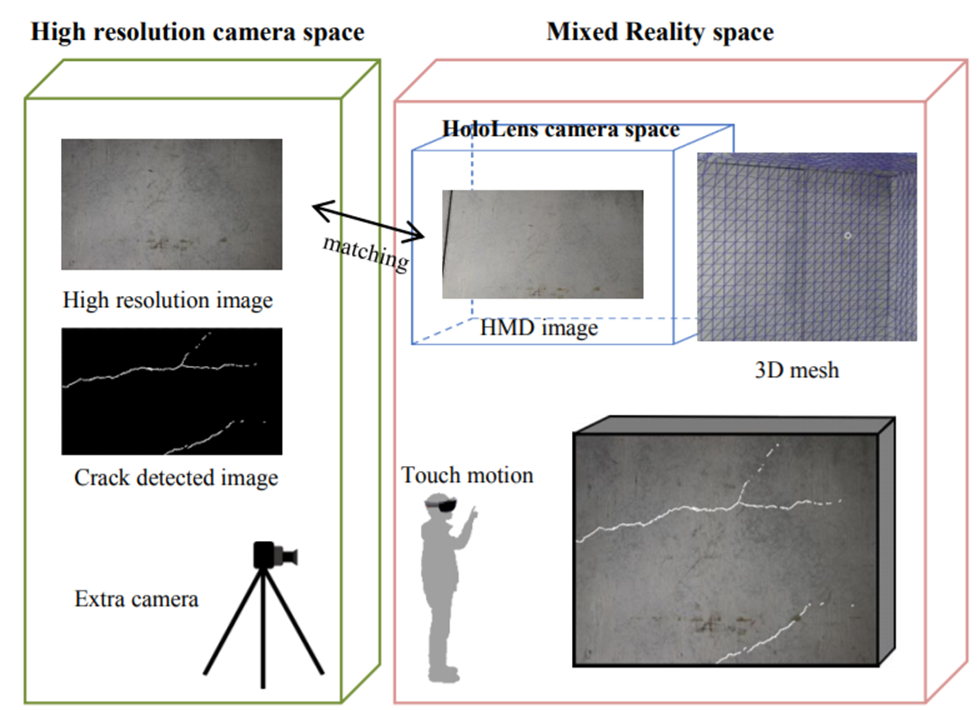 High resolution camera space
Mixed Reality space
HoloLens camera space
matching
High resolution image
HMD image
3D mesh
Crack detected image
Touch motion
Extra camera